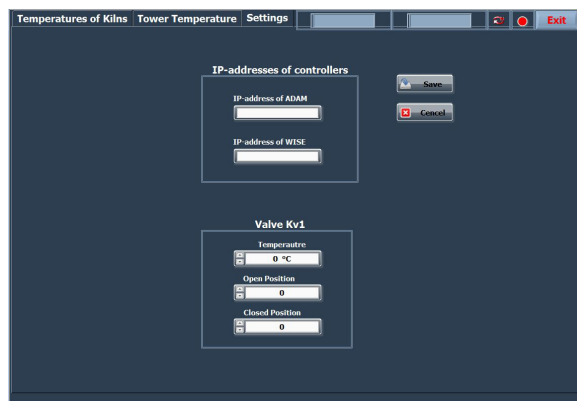 Temperatures of Kilns Tower Temperature Settings Exit
IP-addresses of controllers
Save
IP-address of ADAM
Cencel
IP-address of WISE
Valve Kv1
Temperautre
0 °C
Open Position
0
Closed Position
0